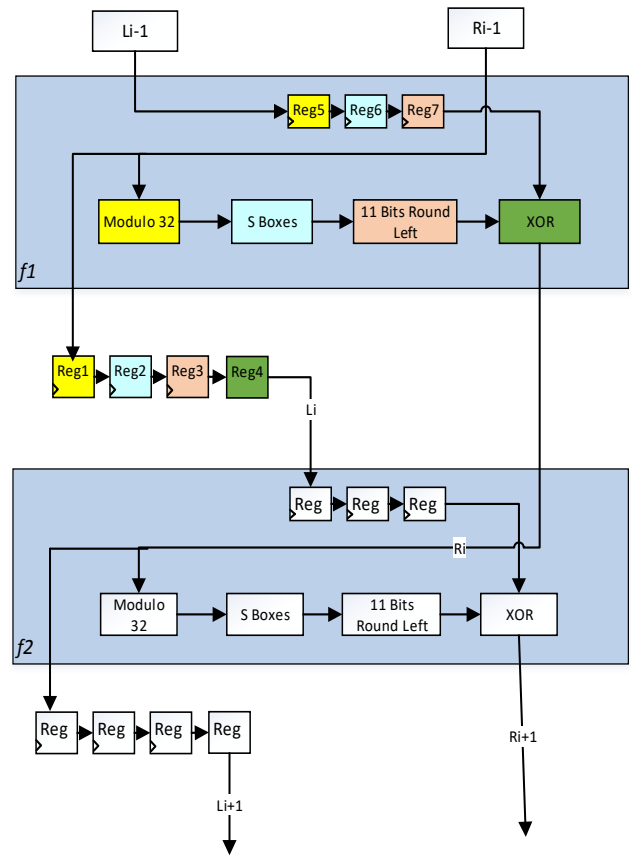 Li-1
Ri-1
Reg5
Reg6
Reg7
Modulo 32
S Boxes
11 Bits Round
Left
XOR
f1
Reg1
Reg2
Reg3
Reg4
Li
Reg
Reg
Reg
Ri
Modulo
32
S Boxes
11 Bits
Round Left
XOR
f2
Reg
Reg
Reg
Reg
Ri+1
Li+1